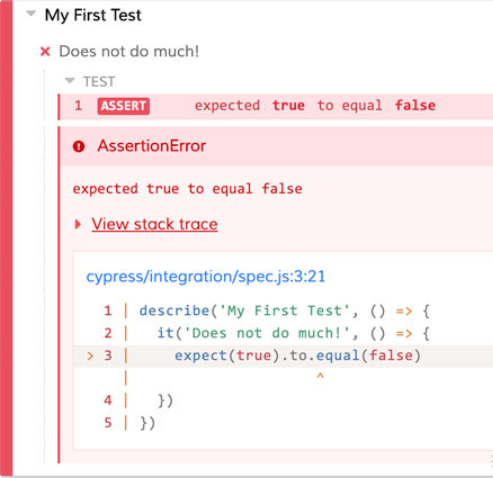 My First Test
Does not do much!
TEST
1 ASSERT expected true to equal false
AssertionError
expected true to equal false
View stack trace
cypress/integration/spec.js:3:21
1 | describe('My First Test', () => {
2 |   it('Does not do much!', () => {
> 3 |     expect(true).to.equal(false)
|                     ^
4 |   })
5 | })